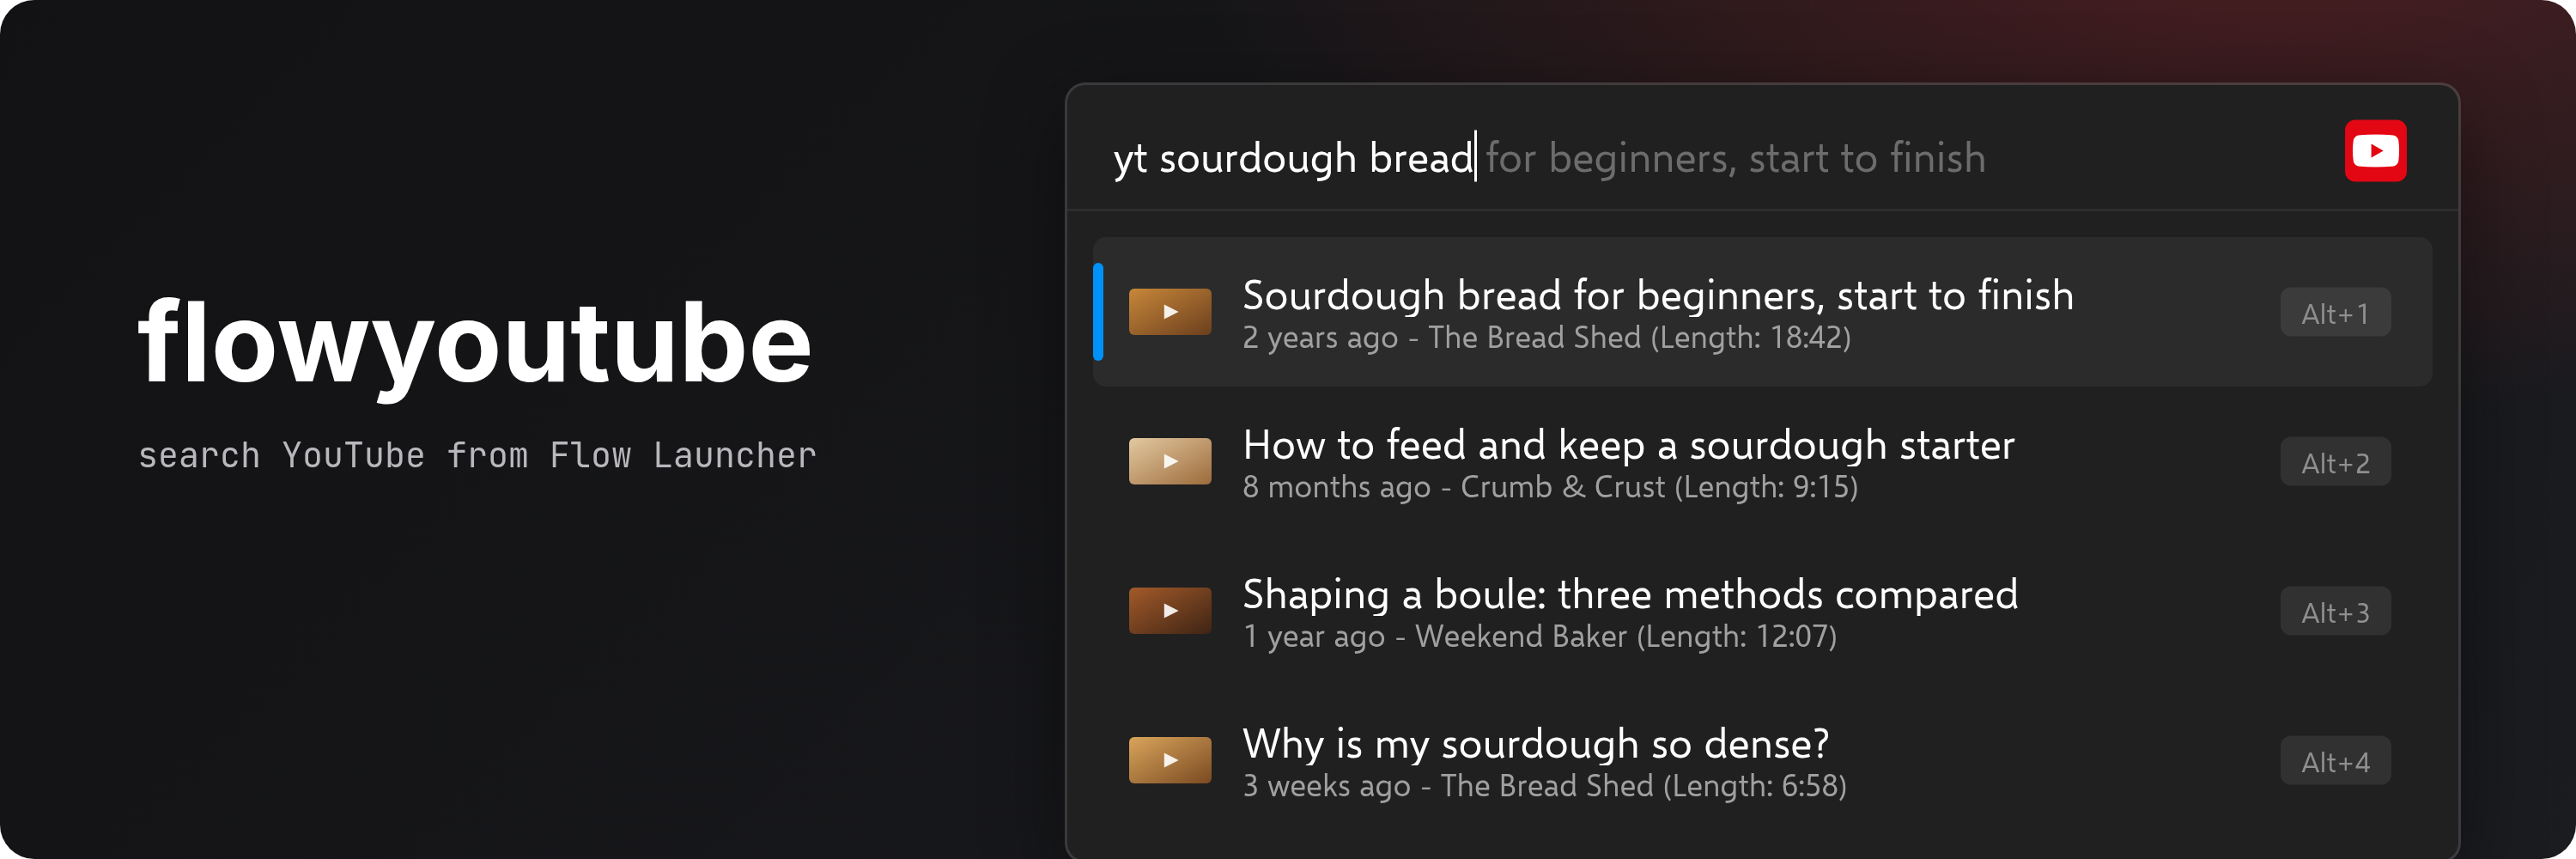 flowyoutube
search YouTube from Flow Launcher
yt sourdough bread for beginners, start to finish
Sourdough bread for beginners, start to finish
2 years ago - The Bread Shed (Length: 18:42)
Alt+1
How to feed and keep a sourdough starter
8 months ago - Crumb & Crust (Length: 9:15)
Alt+2
Shaping a boule: three methods compared
1 year ago - Weekend Baker (Length: 12:07)
Alt+3
Why is my sourdough so dense?
3 weeks ago - The Bread Shed (Length: 6:58)
Alt+4